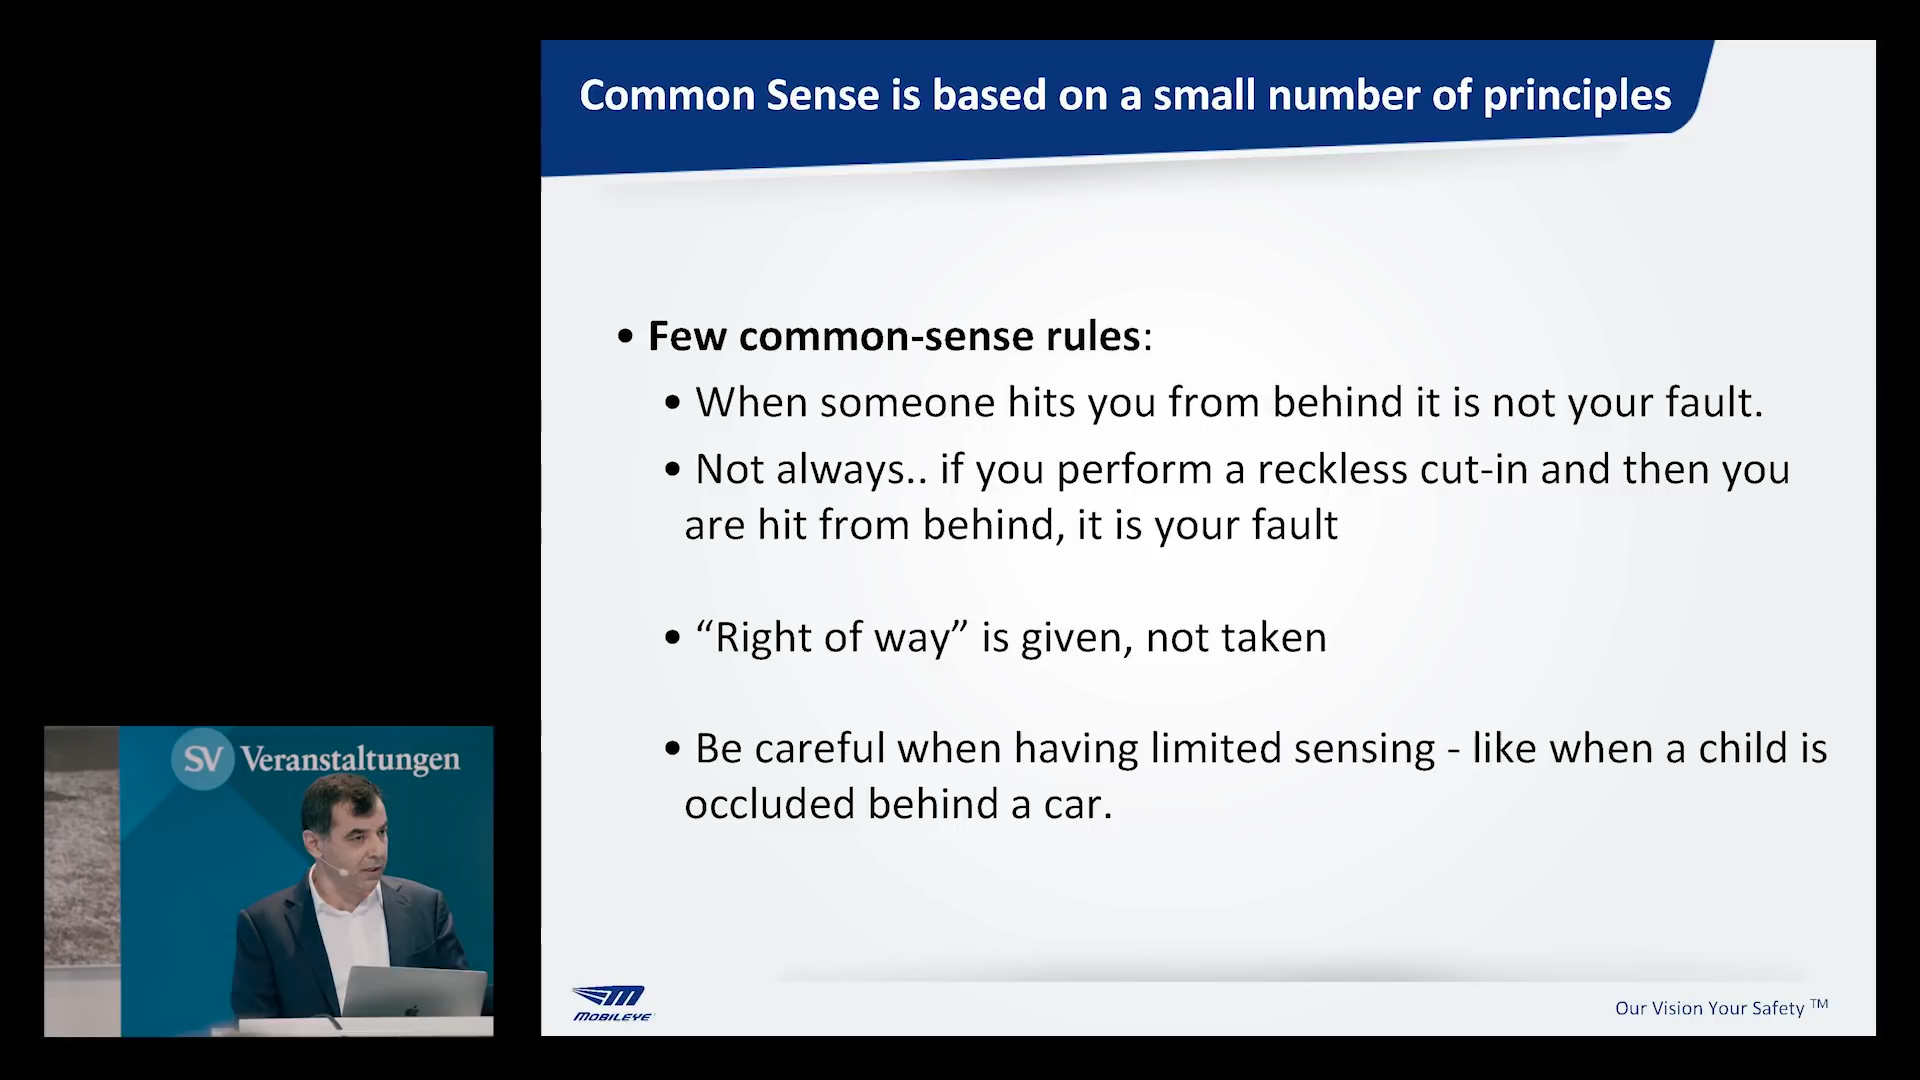 Common Sense is based on a small number of principles
• Few common-sense rules:
• When someone hits you from behind it is not your fault.
• Not always.. if you perform a reckless cut-in and then you
are hit from behind, it is your fault
• “Right of way” is given, not taken
• Be careful when having limited sensing - like when a child is
occluded behind a car.
SV Veranstaltungen
MOBILEYE
Our Vision Your Safety TM